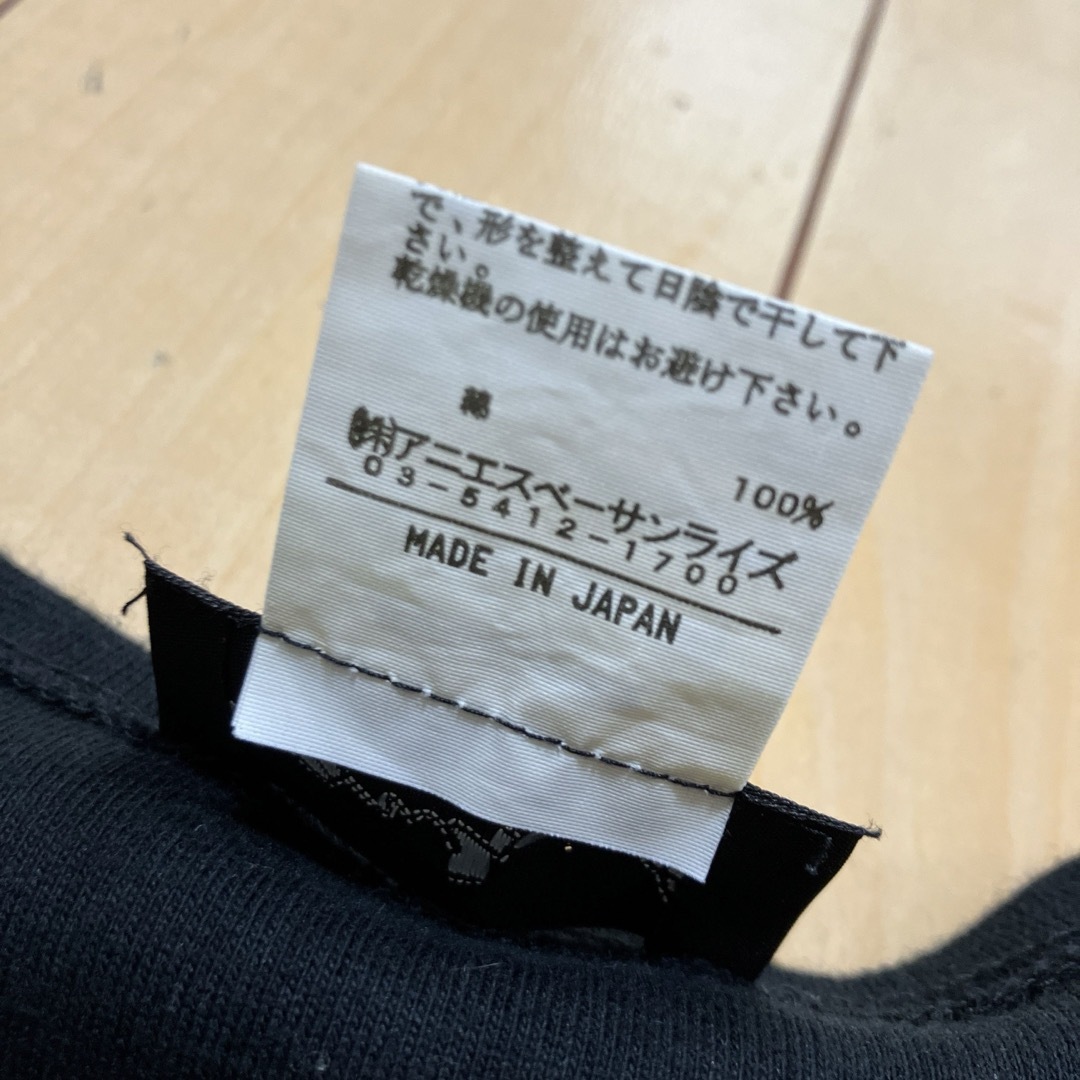 で、形を整えて日陰で干して下
さい。
乾燥機の使用はお避け下さい。
綿 100%
(株)アニエスベーサンライズ
03-5412-1700
MADE IN JAPAN